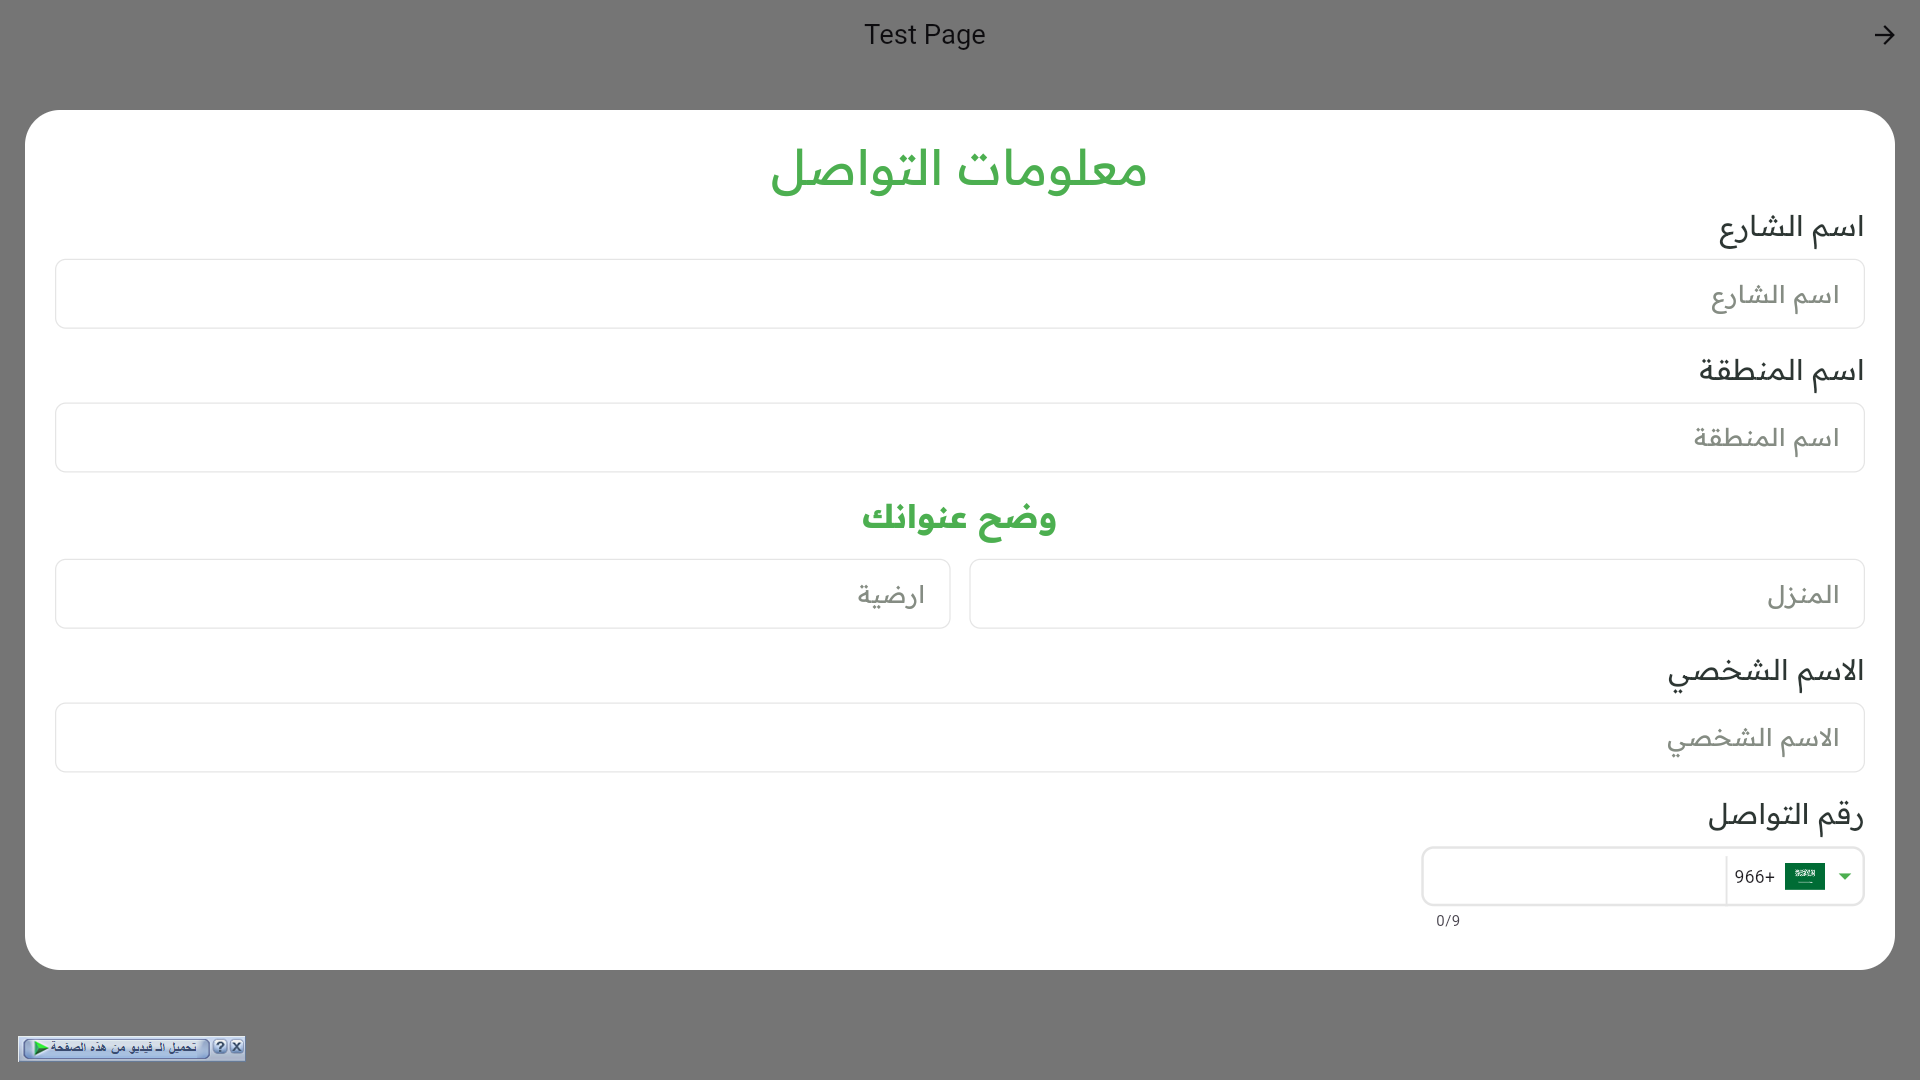 Test Page
معلومات التواصل
اسم الشارع
اسم الشارع
اسم المنطقة
اسم المنطقة
وضح عنوانك
المنزل
ارضية
الاسم الشخصي
الاسم الشخصي
رقم التواصل
966+
0/9
تحميل الـ فيديو من هذه الصفحة